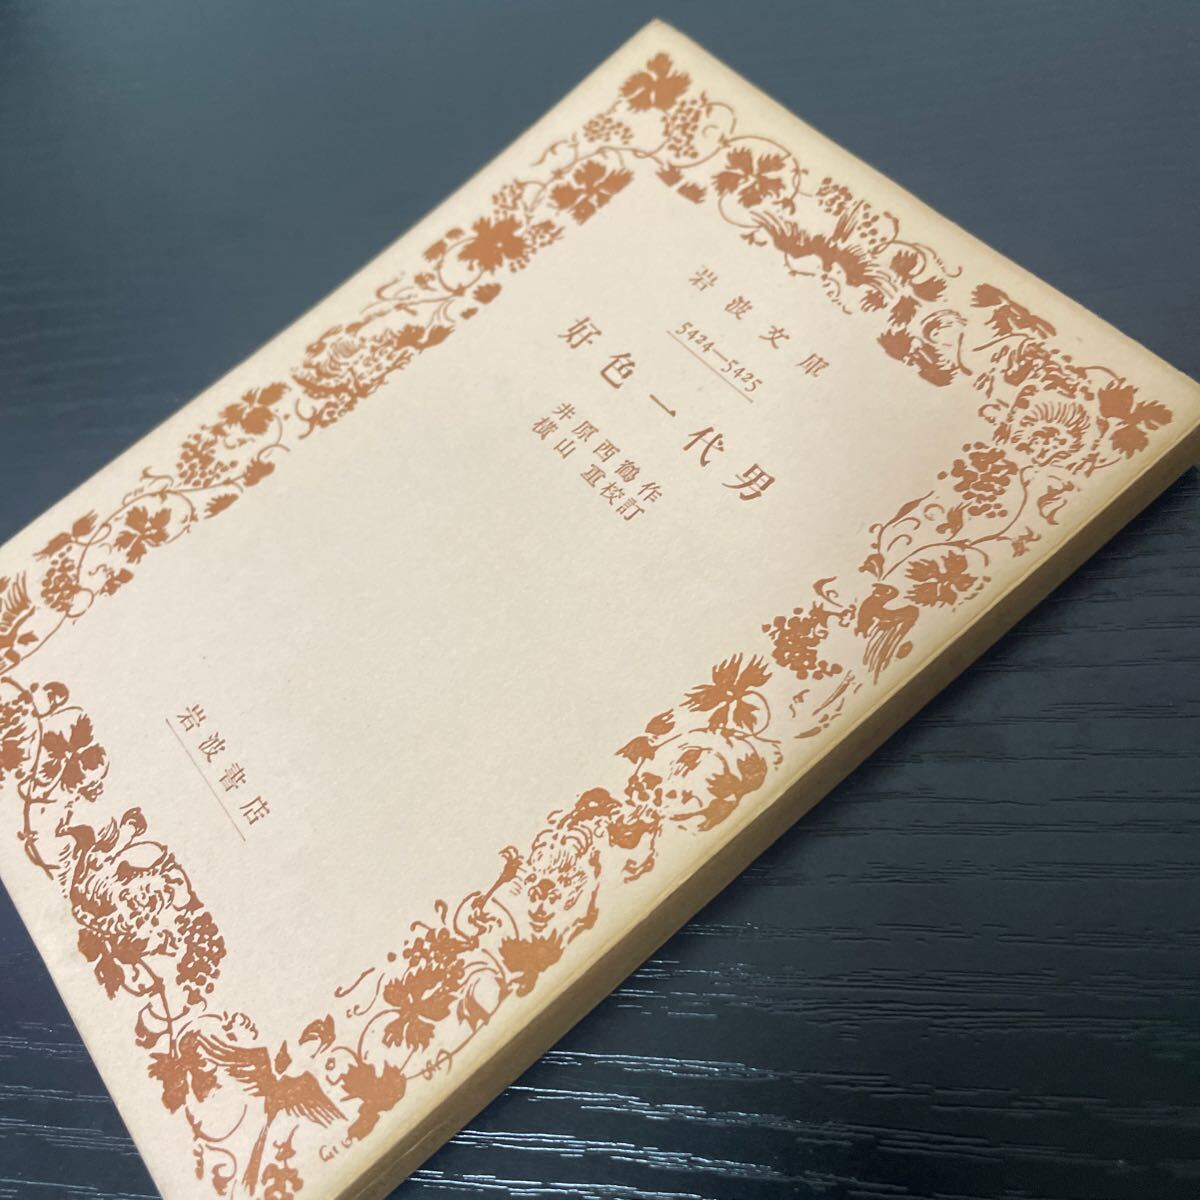 岩波文庫
5424—5425
好色一代男
井原西鶴作
横山重校訂
岩波書店